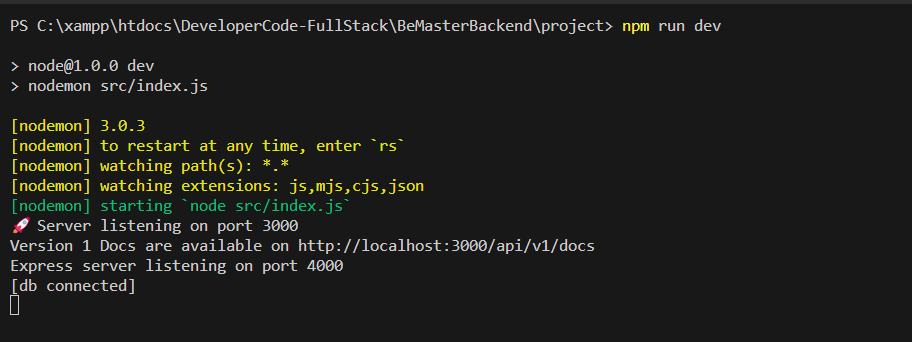 PS C:\xampp\htdocs\DeveloperCode-FullStack\BeMasterBackend\project> npm run dev
> node@1.0.0 dev
> nodemon src/index.js
[nodemon] 3.0.3
[nodemon] to restart at any time, enter `rs`
[nodemon] watching path(s): *.*
[nodemon] watching extensions: js,mjs,cjs,json
[nodemon] starting `node src/index.js`
🚀 Server listening on port 3000
Version 1 Docs are available on http://localhost:3000/api/v1/docs
Express server listening on port 4000
[db connected]